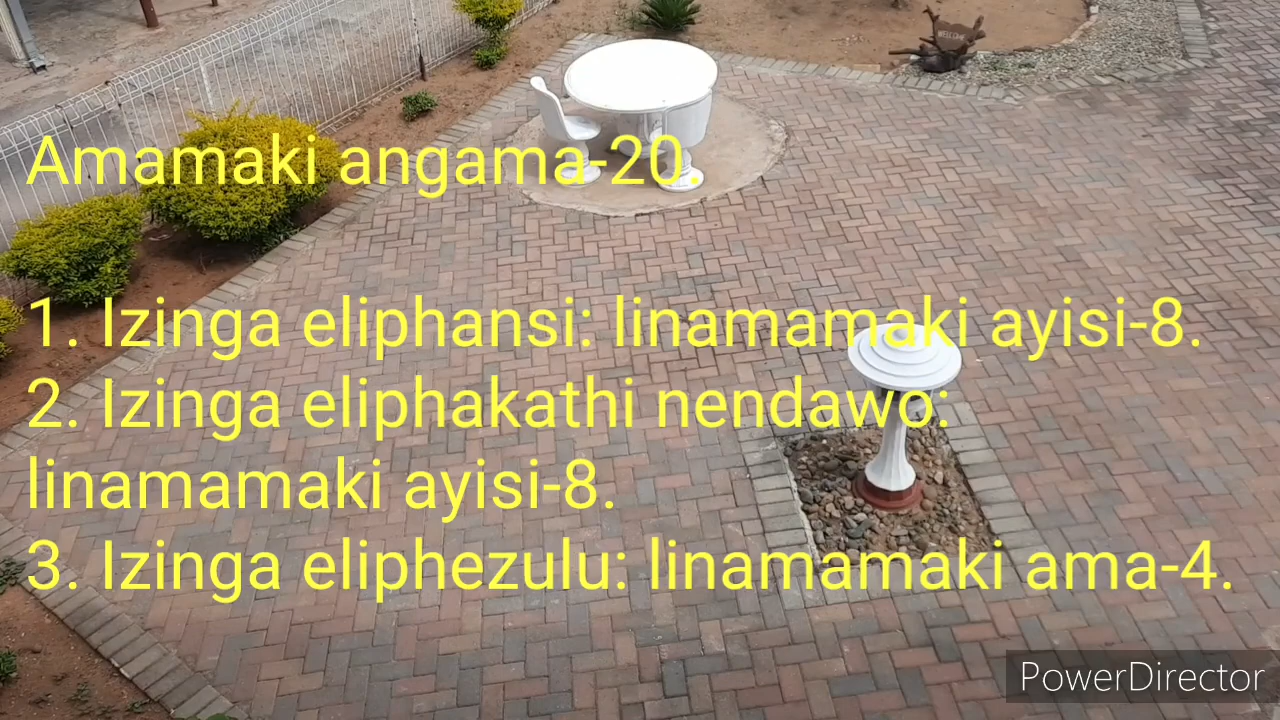 WELCOME
Amamaki angama-20.
1. Izinga eliphansi: linamamaki ayisi-8.
2. Izinga eliphakathi nendawo:
linamamaki ayisi-8.
3. Izinga eliphezulu: linamamaki ama-4.
PowerDirector